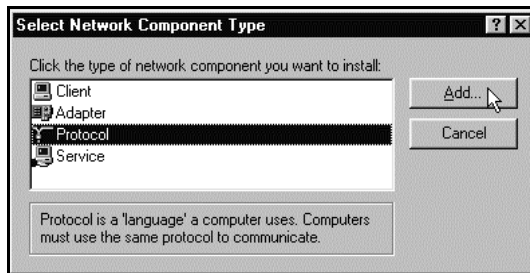 Select Network Component Type
Click the type of network component you want to install:
Client
Add...
Adapter
Protocol
Cancel
Service
Protocol is a 'language' a computer uses. Computers
must use the same protocol to communicate.